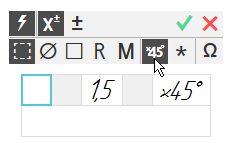 x± ±
∅ □ R M ×45° * Ω
1,5 ×45°